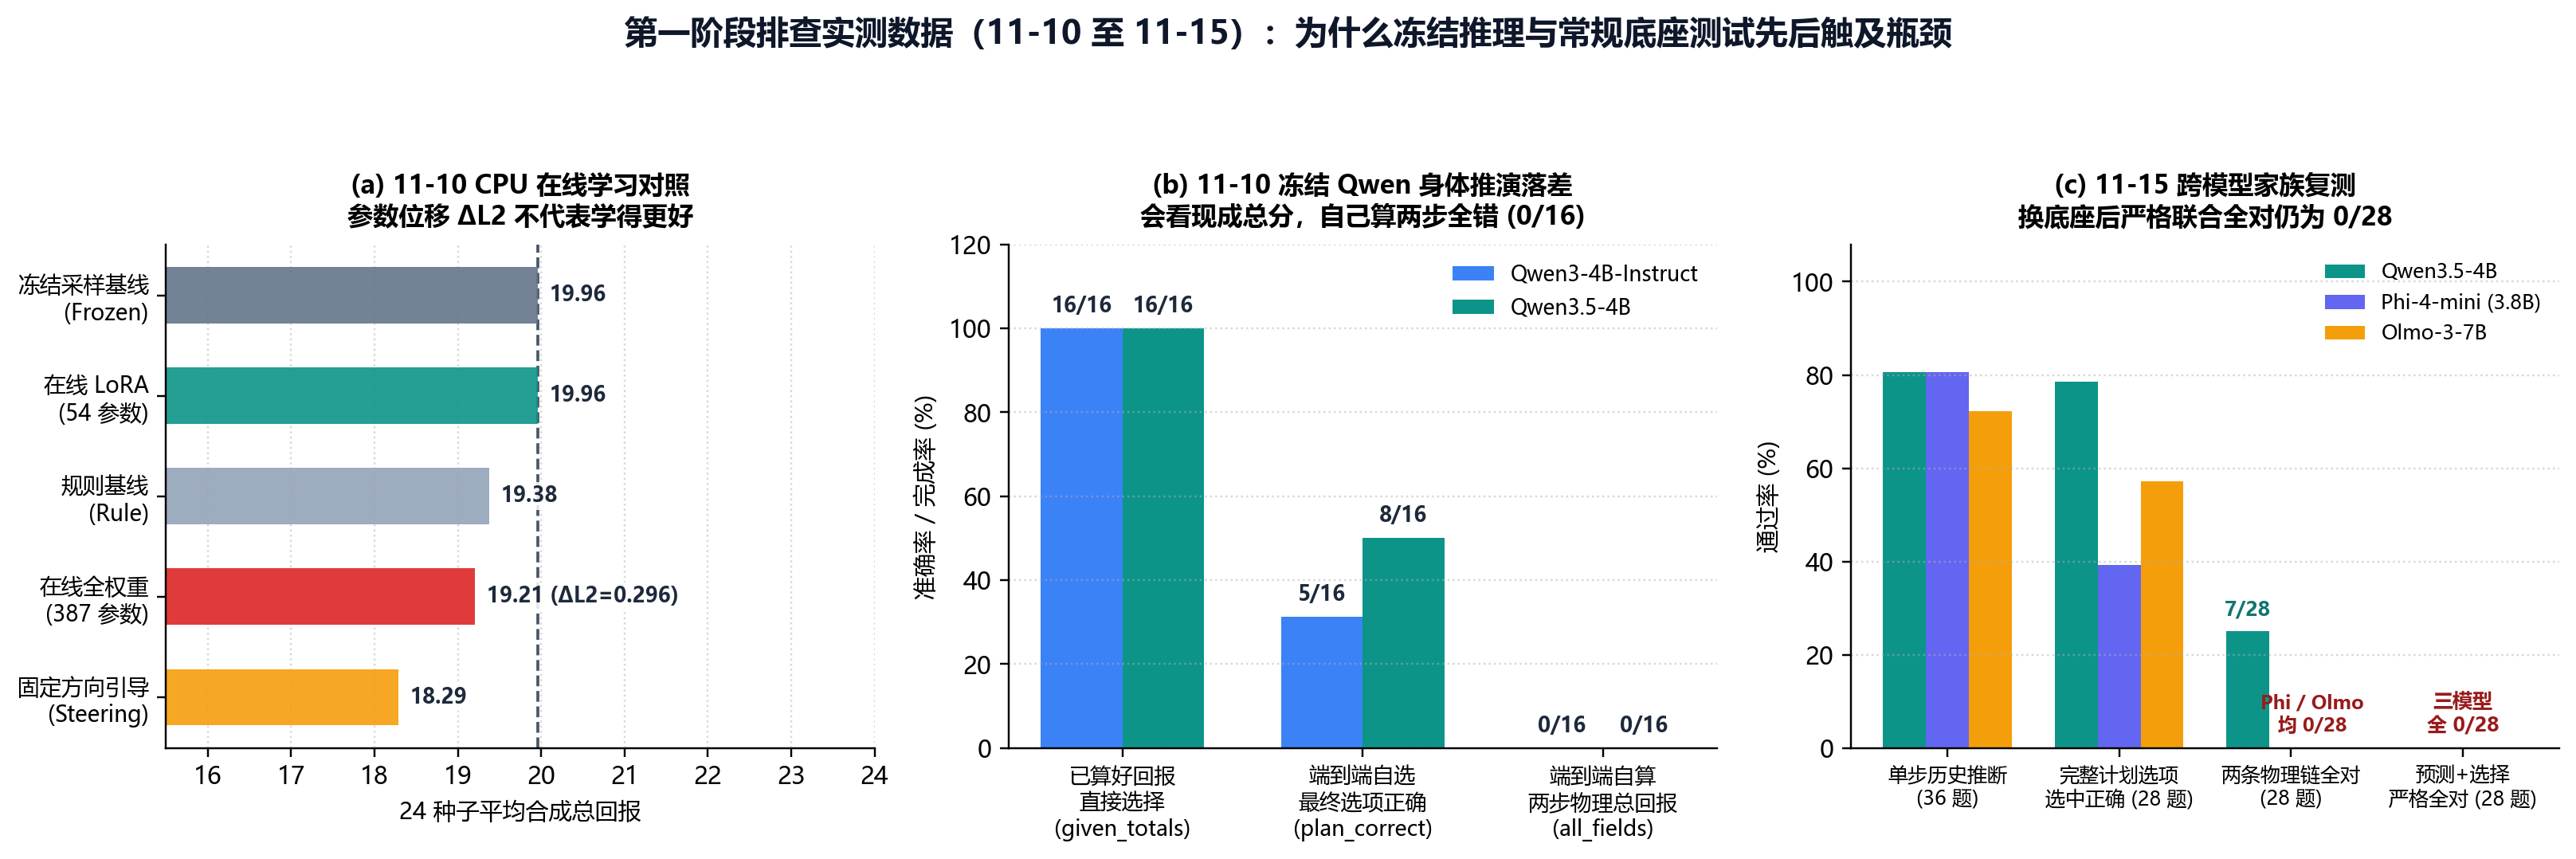 第一阶段排查实测数据（11-10 至 11-15）：为什么冻结推理与常规底座测试先后触及瓶颈
(a) 11-10 CPU 在线学习对照
参数位移 ΔL2 不代表学得更好
冻结采样基线
(Frozen)
19.96
在线 LoRA
(54 参数)
19.96
规则基线
(Rule)
19.38
在线全权重
(387 参数)
19.21 (ΔL2=0.296)
固定方向引导
(Steering)
18.29
16 17 18 19 20 21 22 23 24
24 种子平均合成总回报
(b) 11-10 冻结 Qwen 身体推演落差
会看现成总分，自己算两步全错 (0/16)
准确率 / 完成率 (%)
120
100
80
60
40
20
0
Qwen3-4B-Instruct
Qwen3.5-4B
16/16 16/16
5/16
8/16
0/16 0/16
已算好回报
直接选择
(given_totals)
端到端自选
最终选项正确
(plan_correct)
端到端自算
两步物理总回报
(all_fields)
(c) 11-15 跨模型家族复测
换底座后严格联合全对仍为 0/28
通过率 (%)
100
80
60
40
20
0
Qwen3.5-4B
Phi-4-mini (3.8B)
Olmo-3-7B
7/28
Phi / Olmo
均 0/28
三模型
全 0/28
单步历史推断
(36 题)
完整计划选项
选中正确 (28 题)
两条物理链全对
(28 题)
预测+选择
严格全对 (28 题)